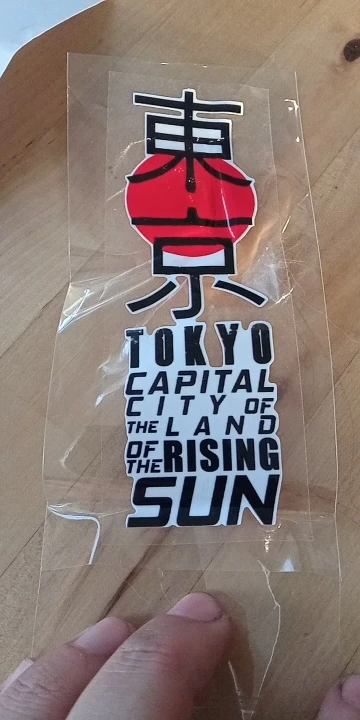 東
京
TOKYO
CAPITAL
CITY OF
THE LAND
OF THE RISING
SUN